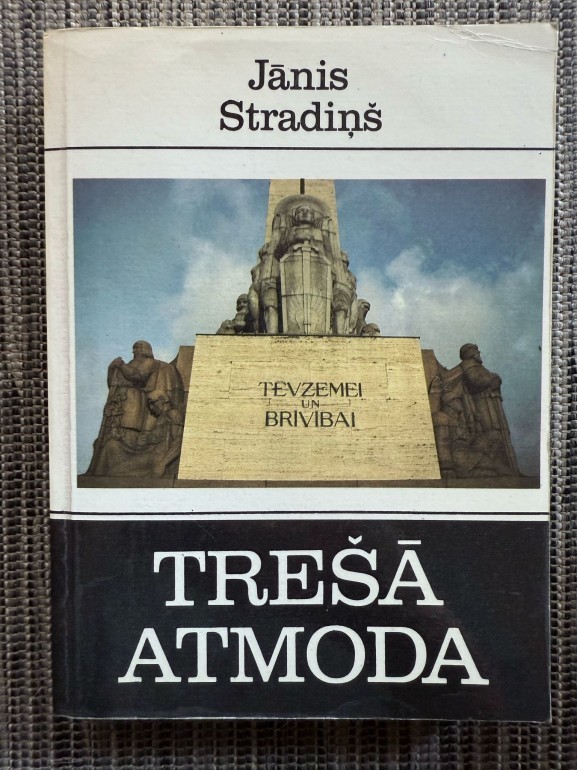 Jānis
Stradiņš
TĒVZEMEI
UN
BRĪVĪBAI
TREŠĀ
ATMODA